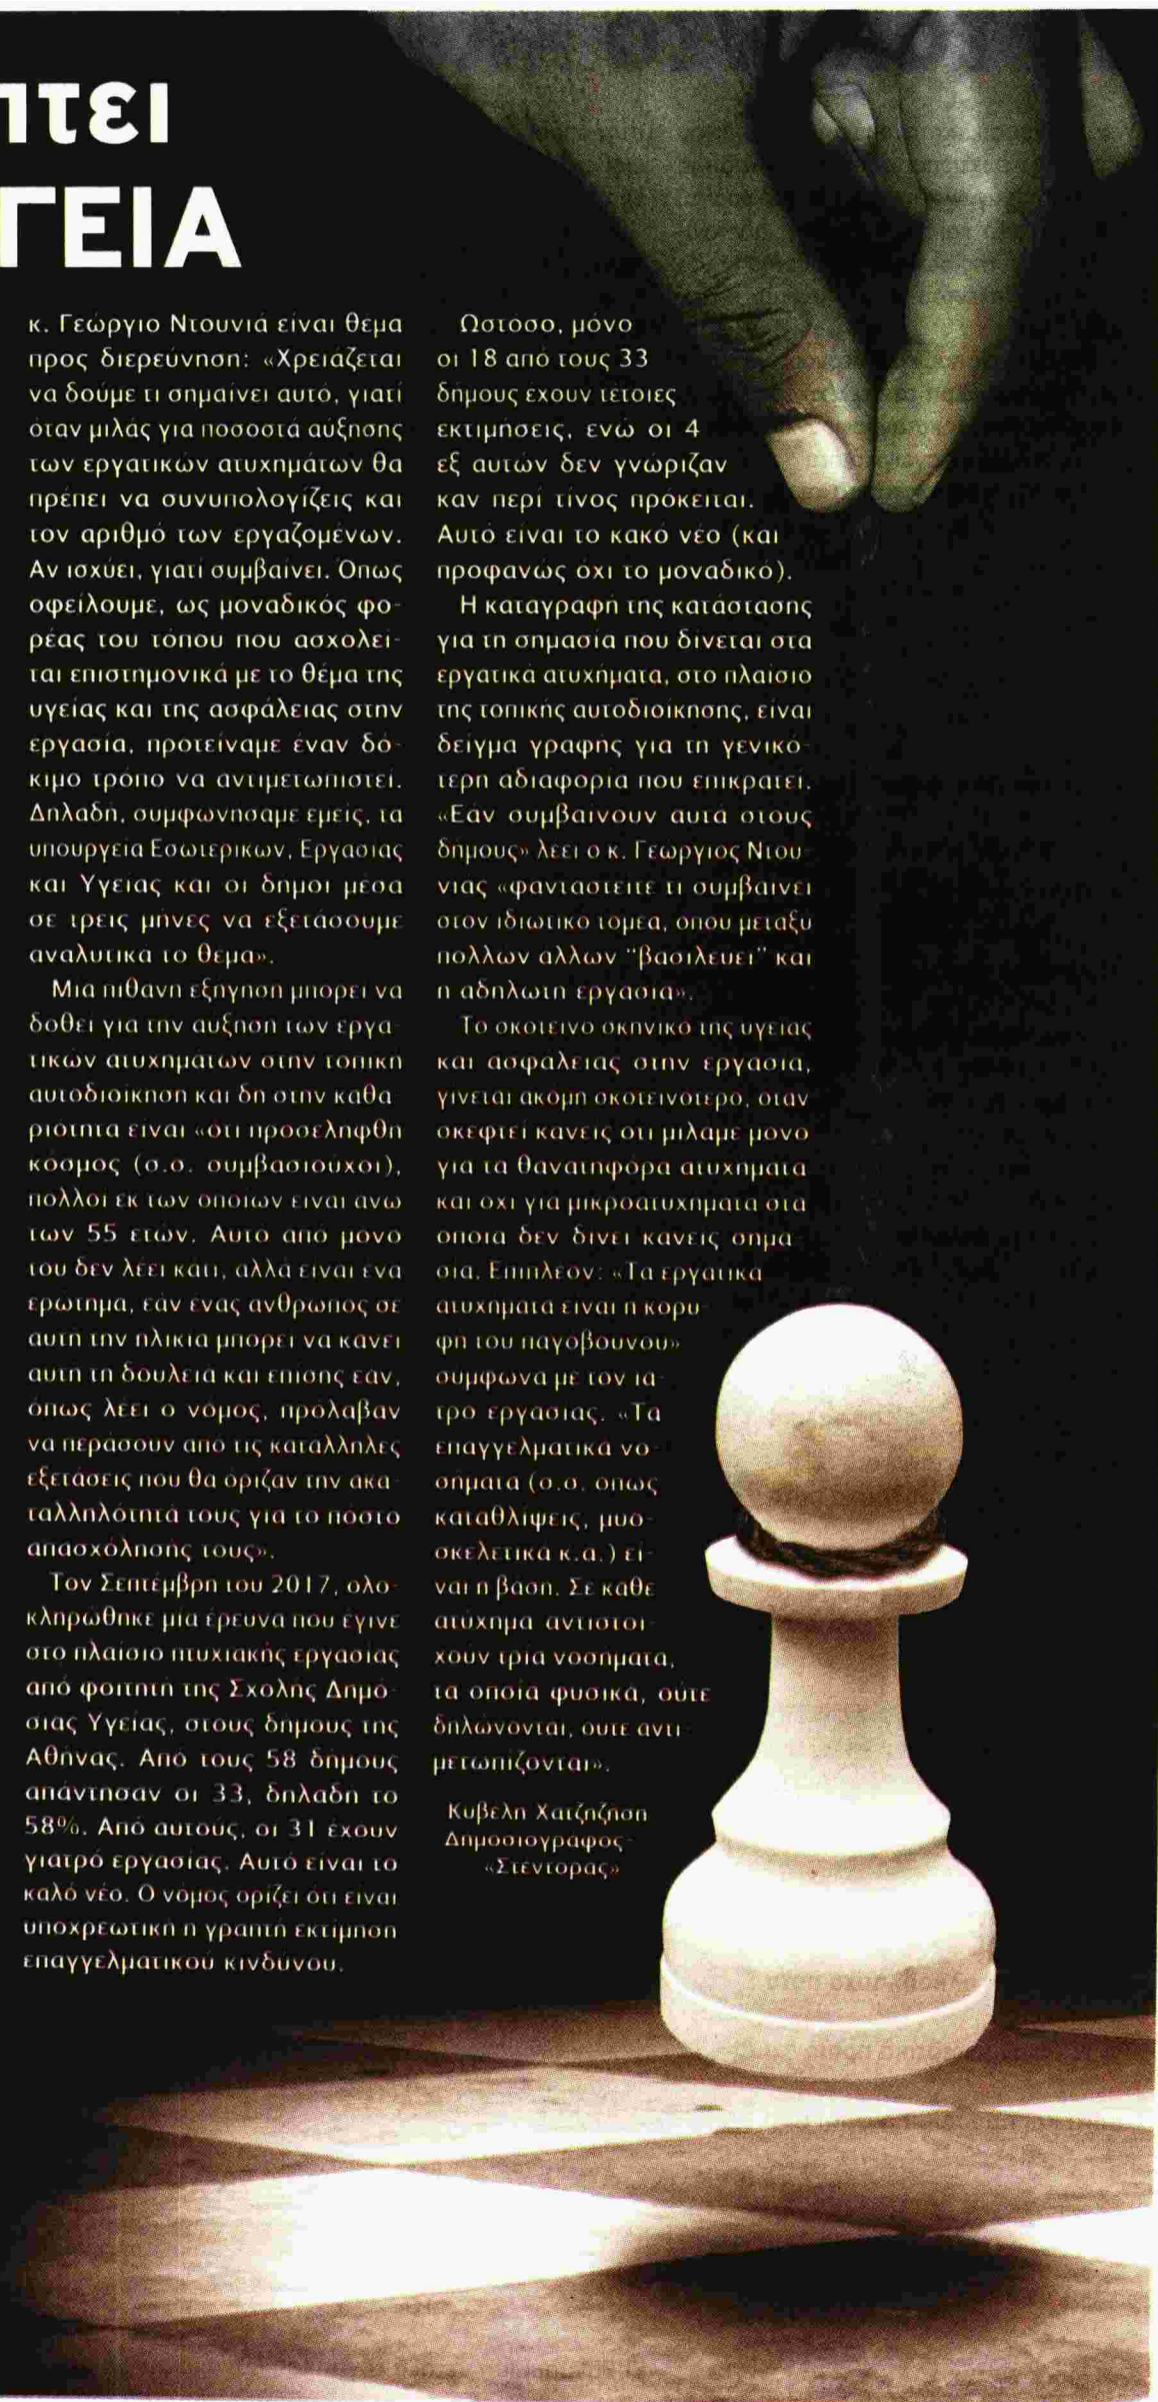 πτει
ΓΕΙΑ
κ. Γεώργιο Ντουνιά είναι θέμα
προς διερεύνηση: «Χρειάζεται
να δούμε τι σημαίνει αυτό, γιατί
όταν μιλάς για ποσοστά αύξησης
των εργατικών ατυχημάτων θα
πρέπει να συνυπολογίζεις και
τον αριθμό των εργαζομένων.
Αν ισχύει, γιατί συμβαίνει. Όπως
οφείλουμε, ως μοναδικός φο-
ρέας του τόπου που ασχολεί-
ται επιστημονικά με το θέμα της
υγείας και της ασφάλειας στην
εργασία, προτείναμε έναν δό-
κιμο τρόπο να αντιμετωπιστεί.
Δηλαδή, συμφωνήσαμε εμείς, τα
υπουργεία Εσωτερικών, Εργασίας
και Υγείας και οι δήμοι μέσα
σε τρεις μήνες να εξετάσουμε
αναλυτικά το θέμα».
Μια πιθανή εξήγηση μπορεί να
δοθεί για την αύξηση των εργα-
τικών ατυχημάτων στην τοπική
αυτοδιοίκηση και δη στην καθα-
ριότητα είναι «ότι προσελήφθη
κόσμος (σ.σ. συμβασιούχοι),
πολλοί εκ των οποίων είναι άνω
των 55 ετών. Αυτό από μόνο
του δεν λέει κάτι, αλλά είναι ένα
ερώτημα, εάν ένας άνθρωπος σε
αυτή την ηλικία μπορεί να κάνει
αυτή τη δουλειά και επίσης εάν,
όπως λέει ο νόμος, πρόλαβαν
να περάσουν από τις κατάλληλες
εξετάσεις που θα όριζαν την ακα-
ταλληλότητά τους για το πόστο
απασχόλησής τους».
Τον Σεπτέμβρη του 2017, ολο-
κληρώθηκε μία έρευνα που έγινε
στο πλαίσιο πτυχιακής εργασίας
από φοιτητή της Σχολής Δημό-
σιας Υγείας, στους δήμους της
Αθήνας. Από τους 58 δήμους
απάντησαν οι 33, δηλαδή το
58%. Από αυτούς, οι 31 έχουν
γιατρό εργασίας. Αυτό είναι το
καλό νέο. Ο νόμος ορίζει ότι είναι
υποχρεωτική η γραπτή εκτίμηση
επαγγελματικού κινδύνου.
Ωστόσο, μόνο
οι 18 από τους 33
δήμους έχουν τέτοιες
εκτιμήσεις, ενώ οι 4
εξ αυτών δεν γνώριζαν
καν περί τίνος πρόκειται.
Αυτό είναι το κακό νέο (και
προφανώς όχι το μοναδικό).
Η καταγραφή της κατάστασης
για τη σημασία που δίνεται στα
εργατικά ατυχήματα, στο πλαίσιο
της τοπικής αυτοδιοίκησης, είναι
δείγμα γραφής για τη γενικό-
τερη αδιαφορία που επικρατεί.
«Εάν συμβαίνουν αυτά στους
δήμους» λέει ο κ. Γεώργιος Ντου-
νιάς «φανταστείτε τι συμβαίνει
στον ιδιωτικό τομέα, όπου μεταξύ
πολλών άλλων "βασιλεύει" και
η αδήλωτη εργασία».
Το σκοτεινό σκηνικό της υγείας
και ασφάλειας στην εργασία,
γίνεται ακόμη σκοτεινότερο, όταν
σκεφτεί κανείς ότι μιλάμε μόνο
για τα θανατηφόρα ατυχήματα
και όχι για μικροατυχήματα στα
οποία δεν δίνει κανείς σημα-
σία. Επιπλέον: «Τα εργατικά
ατυχήματα είναι η κορυ-
φή του παγόβουνου»
σύμφωνα με τον ια-
τρό εργασίας. «Τα
επαγγελματικά νο-
σήματα (σ.σ. όπως
καταθλίψεις, μυο-
σκελετικά κ.α.) εί-
ναι η βάση. Σε κάθε
ατύχημα αντιστοι-
χούν τρία νοσήματα,
τα οποία φυσικά, ούτε
δηλώνονται, ούτε αντι-
μετωπίζονται».
Κυβέλη Χατζηζήση
Δημοσιογράφος-
«Στέντορας»